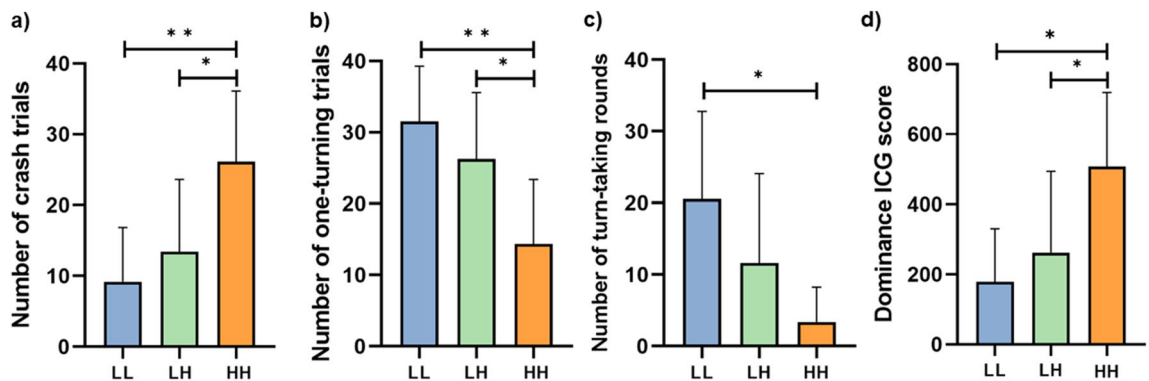 a)
Number of crash trials
40
30
20
10
0
LL LH HH
* *
*
b)
Number of one-turning trials
40
30
20
10
0
LL LH HH
* *
*
c)
Number of turn-taking rounds
40
30
20
10
0
LL LH HH
*
d)
Dominance ICG score
800
600
400
200
0
LL LH HH
*
*